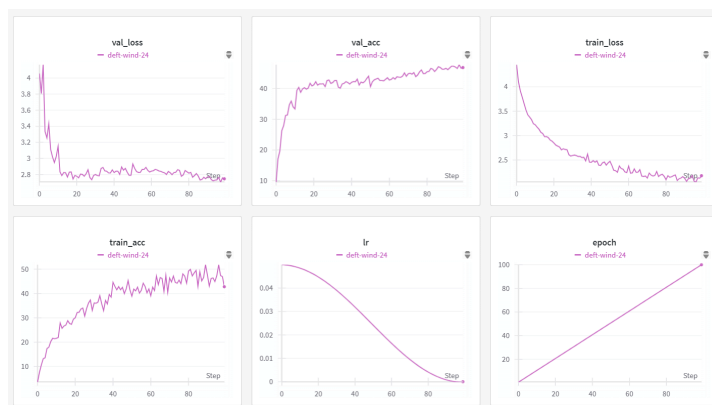 val_loss
deft-wind-24
4
3.8
3.6
3.4
3.2
3
2.8
Step
0 20 40 60 80
val_acc
deft-wind-24
40
30
20
10
Step
0 20 40 60 80
train_loss
deft-wind-24
4
3.5
3
2.5
Step
0 20 40 60 80
train_acc
deft-wind-24
50
40
30
20
10
Step
0 20 40 60 80
lr
deft-wind-24
0.04
0.03
0.02
0.01
0
Step
0 20 40 60 80
epoch
deft-wind-24
100
80
60
40
20
Step
0 20 40 60 80